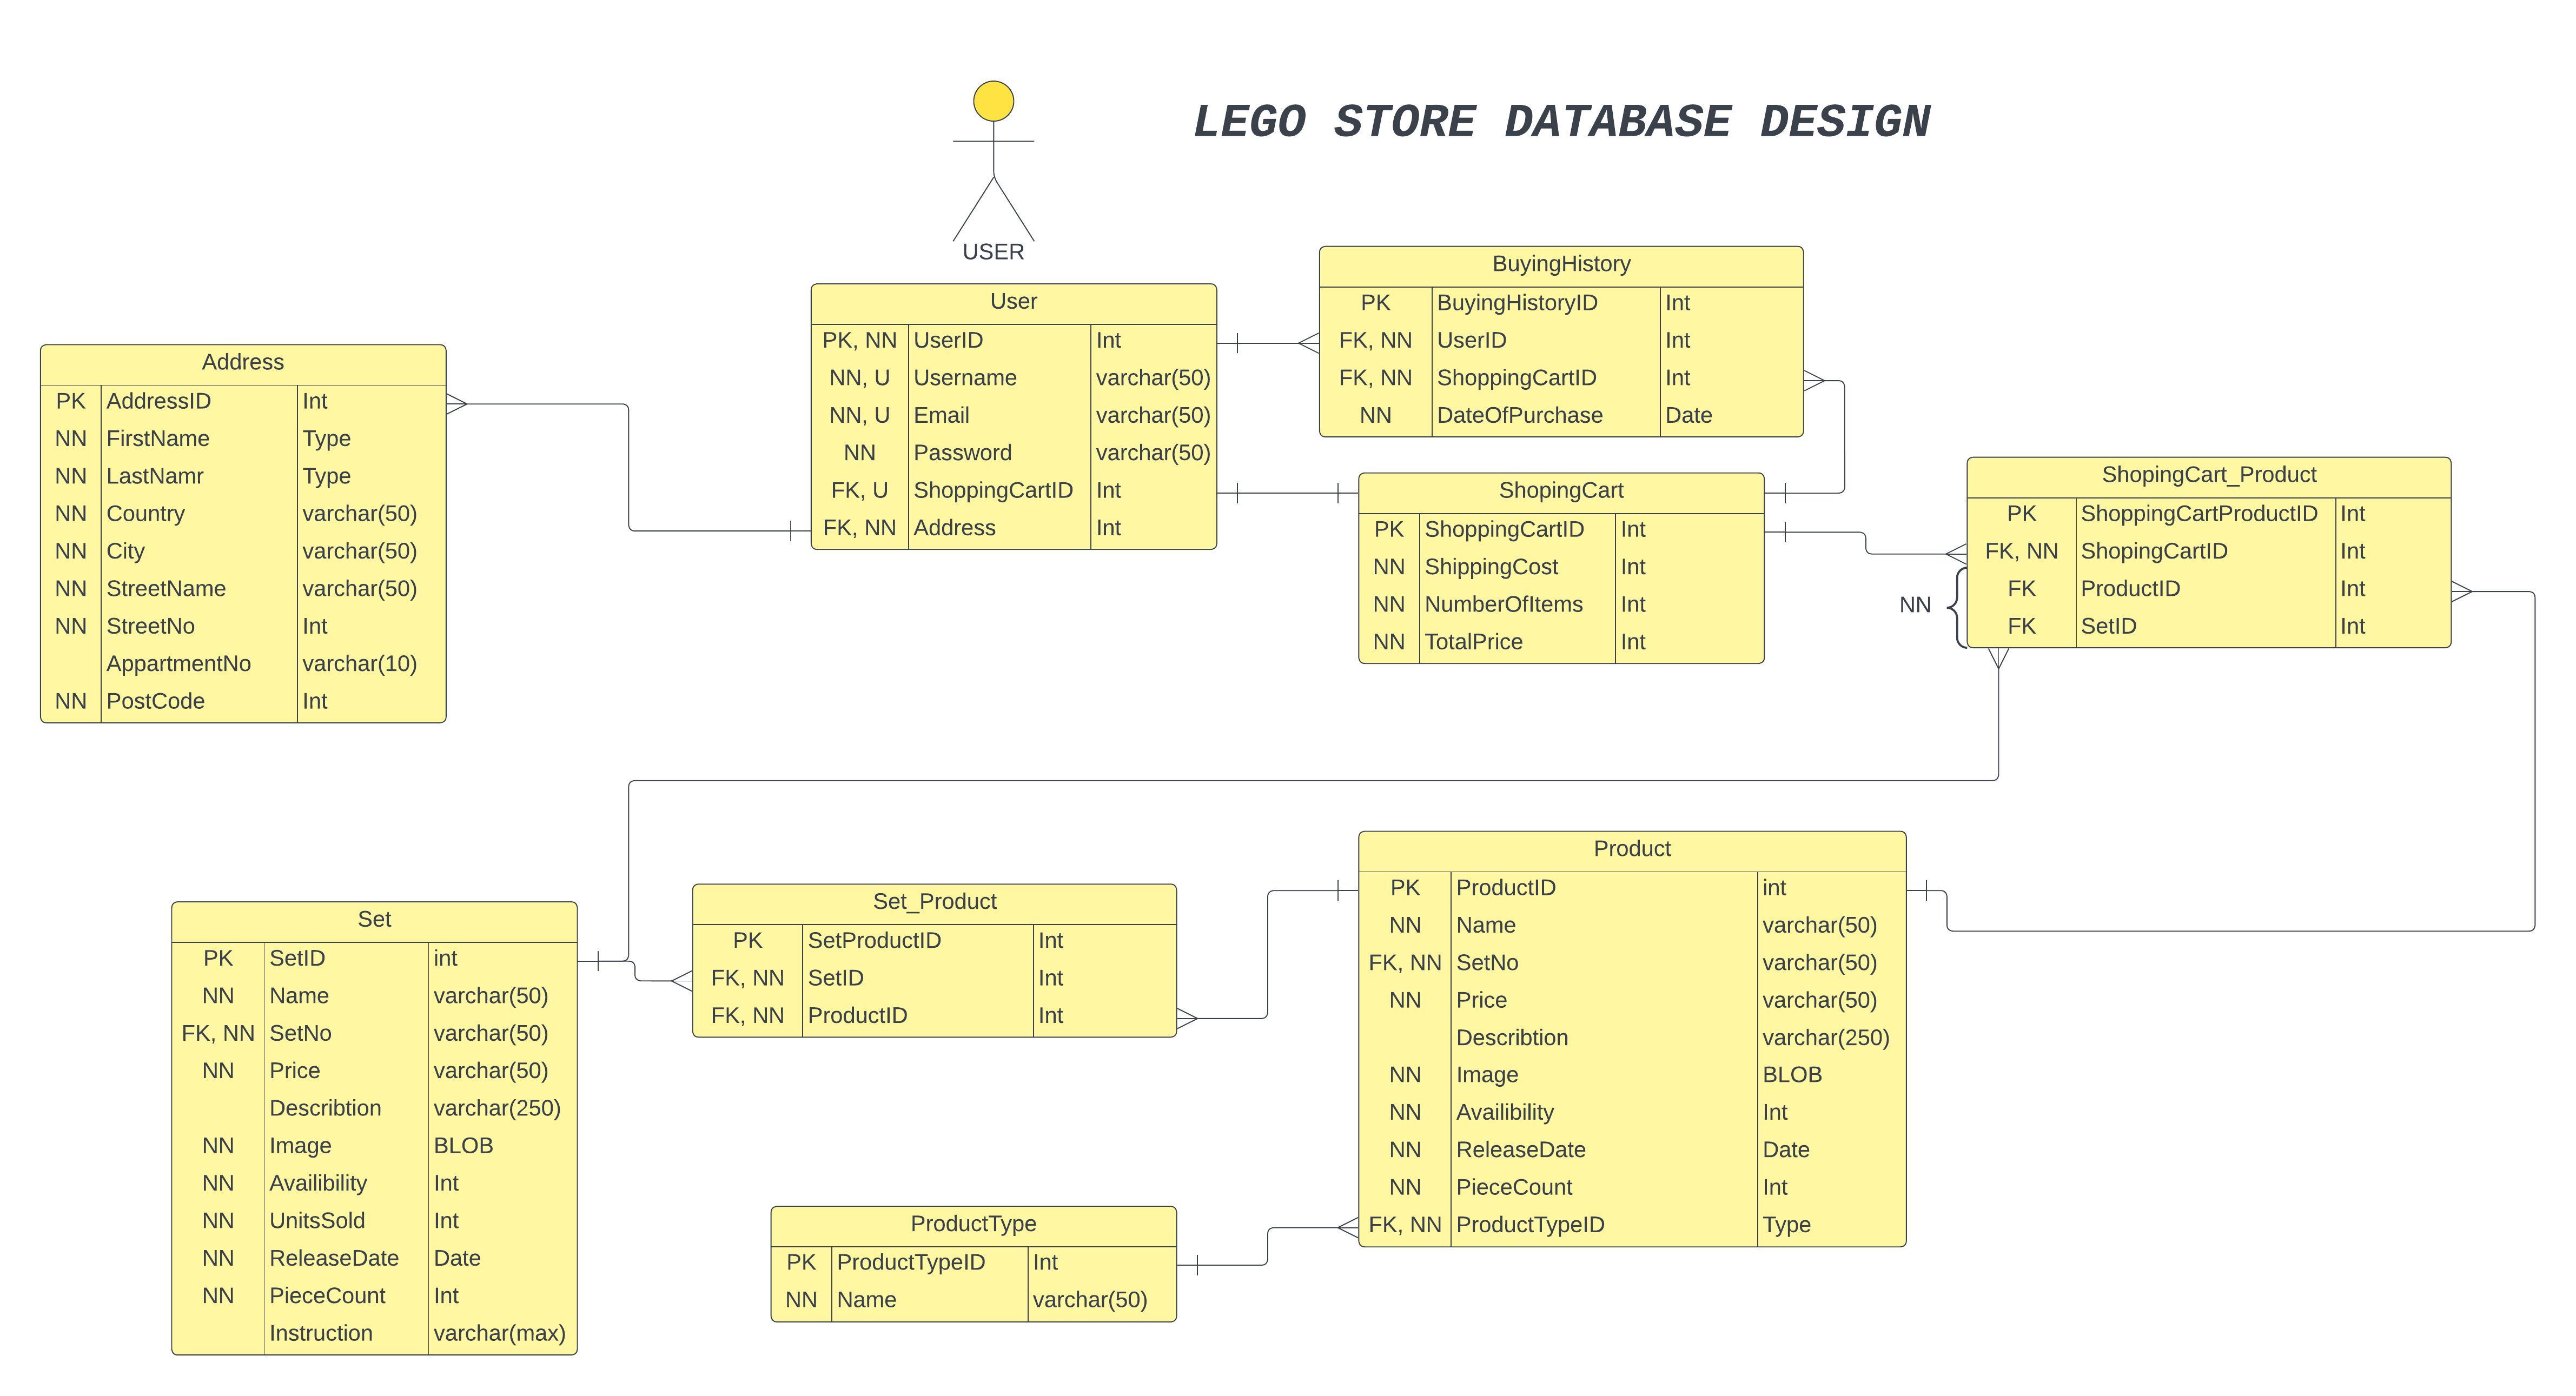 LEGO STORE DATABASE DESIGN
USER
User
PK, NN UserID Int
NN, U Username varchar(50)
NN, U Email varchar(50)
NN Password varchar(50)
FK, U ShoppingCartID Int
FK, NN Address Int
BuyingHistory
PK BuyingHistoryID Int
FK, NN UserID Int
FK, NN ShoppingCartID Int
NN DateOfPurchase Date
Address
PK AddressID Int
NN FirstName Type
NN LastNamr Type
NN Country varchar(50)
NN City varchar(50)
NN StreetName varchar(50)
NN StreetNo Int
AppartmentNo varchar(10)
NN PostCode Int
ShopingCart
PK ShoppingCartID Int
NN ShippingCost Int
NN NumberOfItems Int
NN TotalPrice Int
ShopingCart_Product
PK ShoppingCartProductID Int
FK, NN ShopingCartID Int
FK ProductID Int
FK SetID Int
NN
Set
PK SetID int
NN Name varchar(50)
FK, NN SetNo varchar(50)
NN Price varchar(50)
Describtion varchar(250)
NN Image BLOB
NN Availibility Int
NN UnitsSold Int
NN ReleaseDate Date
NN PieceCount Int
Instruction varchar(max)
Set_Product
PK SetProductID Int
FK, NN SetID Int
FK, NN ProductID Int
Product
PK ProductID int
NN Name varchar(50)
FK, NN SetNo varchar(50)
NN Price varchar(50)
Describtion varchar(250)
NN Image BLOB
NN Availibility Int
NN ReleaseDate Date
NN PieceCount Int
FK, NN ProductTypeID Type
ProductType
PK ProductTypeID Int
NN Name varchar(50)